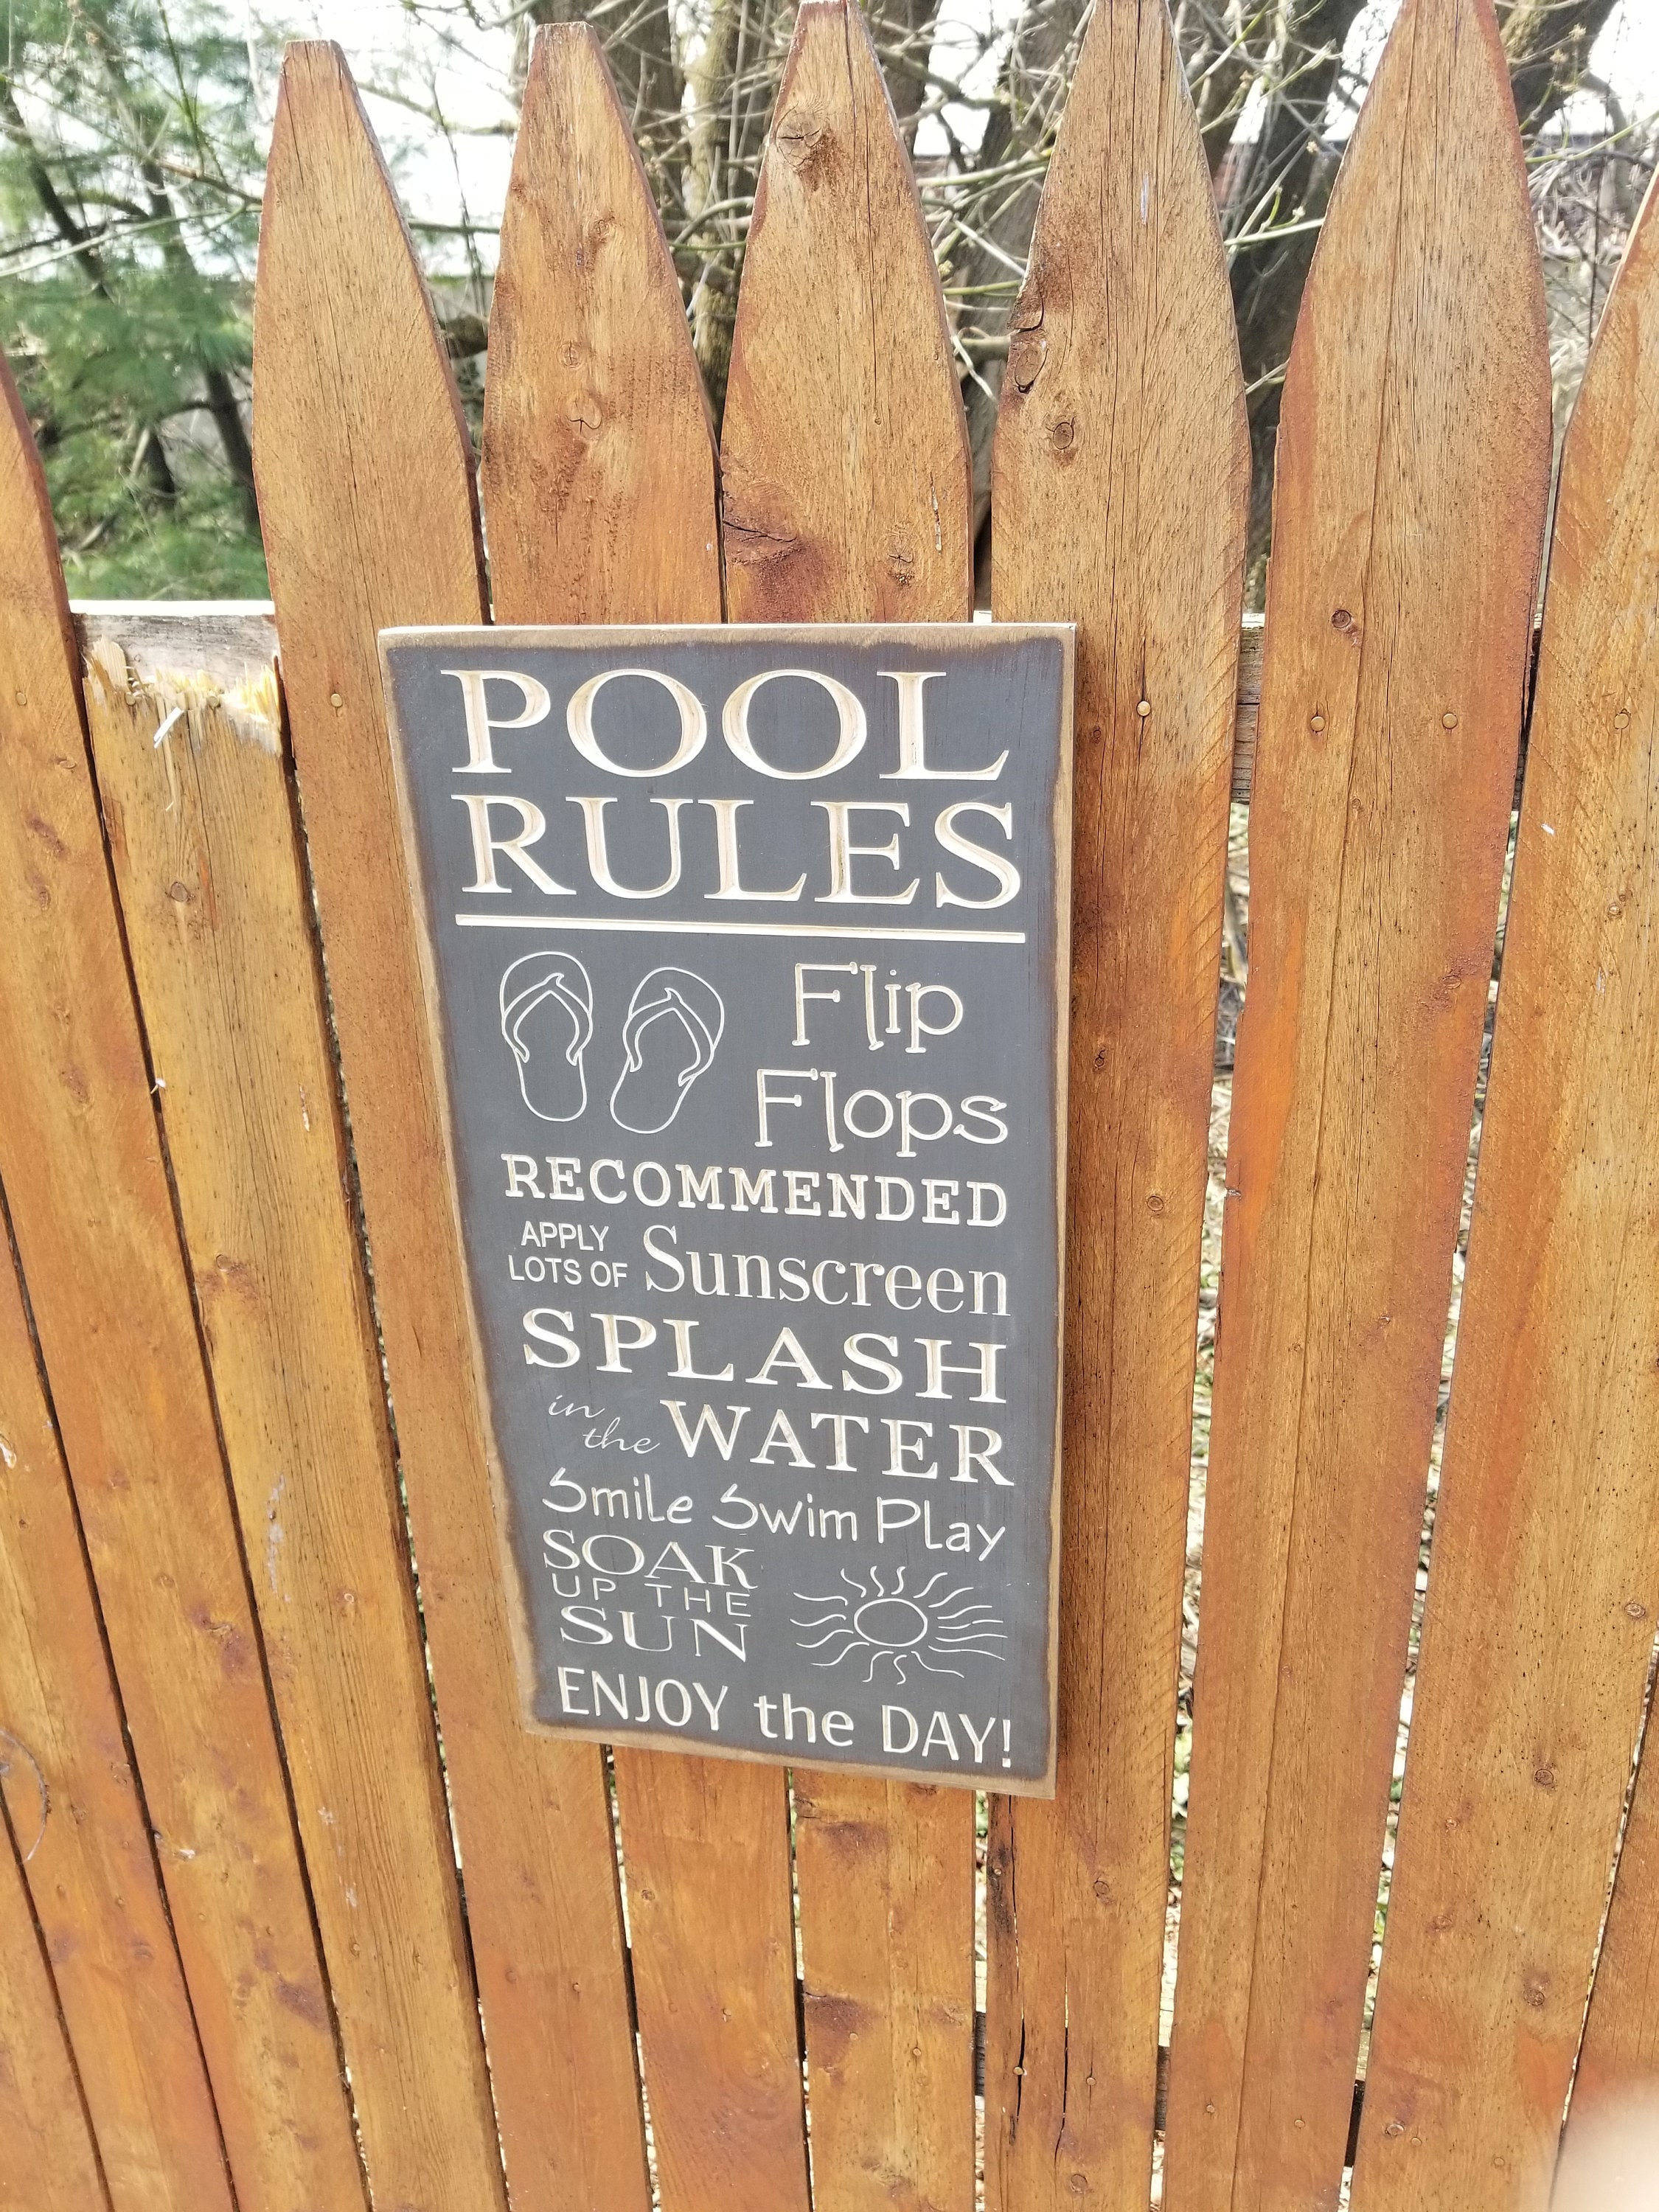 POOL
RULES
Flip
Flops
RECOMMENDED
APPLY
LOTS OF Sunscreen
SPLASH
in the WATER
Smile Swim Play
SOAK
UP THE
SUN
ENJOY the DAY!